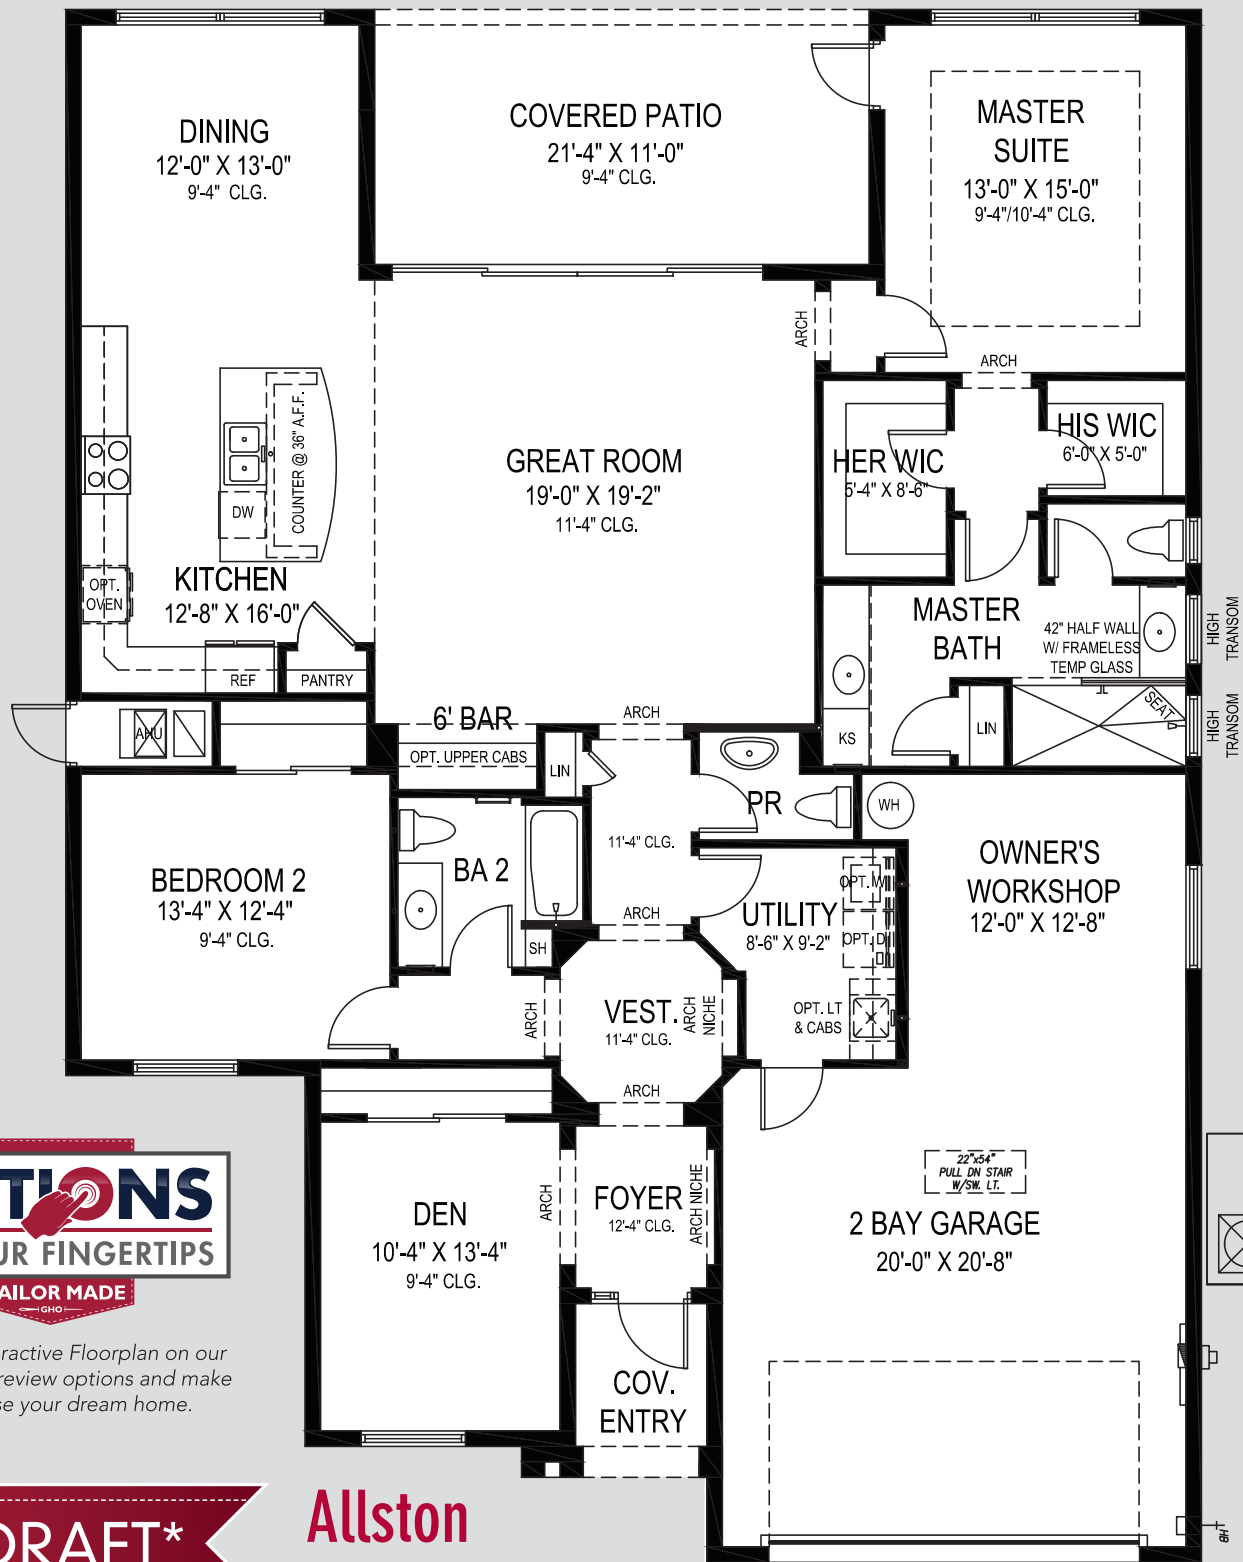 DINING
12'-0" X 13'-0"
9'-4" CLG.
COVERED PATIO
21'-4" X 11'-0"
9'-4" CLG.
MASTER
SUITE
13'-0" X 15'-0"
9'-4"/10'-4" CLG.
ARCH
ARCH
COUNTER @ 36" A.F.F.
DW
GREAT ROOM
19'-0" X 19'-2"
11'-4" CLG.
HER WIC
5'-4" X 8'-6"
HIS WIC
6'-0" X 5'-0"
OPT.
OVEN
KITCHEN
12'-8" X 16'-0"
REF
PANTRY
MASTER
BATH
42" HALF WALL
W/ FRAMELESS
TEMP GLASS
HIGH
TRANSOM
HIGH
TRANSOM
SEAT
LIN
KS
AHU
6' BAR
OPT. UPPER CABS
LIN
ARCH
PR
WH
11'-4" CLG.
BEDROOM 2
13'-4" X 12'-4"
9'-4" CLG.
BA 2
SH
ARCH
UTILITY
8'-6" X 9'-2"
OPT. W
OPT. D
OPT. LT
& CABS
OWNER'S
WORKSHOP
12'-0" X 12'-8"
ARCH
VEST.
11'-4" CLG.
ARCH
NICHE
ARCH
DEN
10'-4" X 13'-4"
9'-4" CLG.
ARCH
FOYER
12'-4" CLG.
ARCH NICHE
22"x54"
PULL DN STAIR
W/SW. LT.
2 BAY GARAGE
20'-0" X 20'-8"
COV.
ENTRY
HB
TIONS
UR FINGERTIPS
AILOR MADE
GHO
ractive Floorplan on our
review options and make
se your dream home.
DRAFT*
Allston